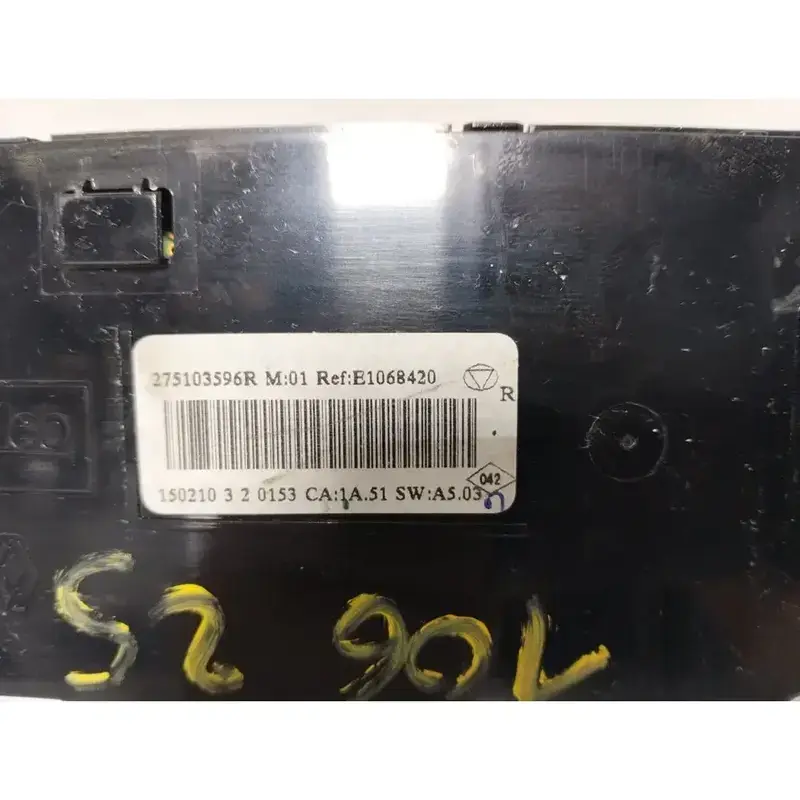 275103596R M:01 Ref:E1068420
R
042
150210 3 2 0153 CA:1A.51 SW:A5.03